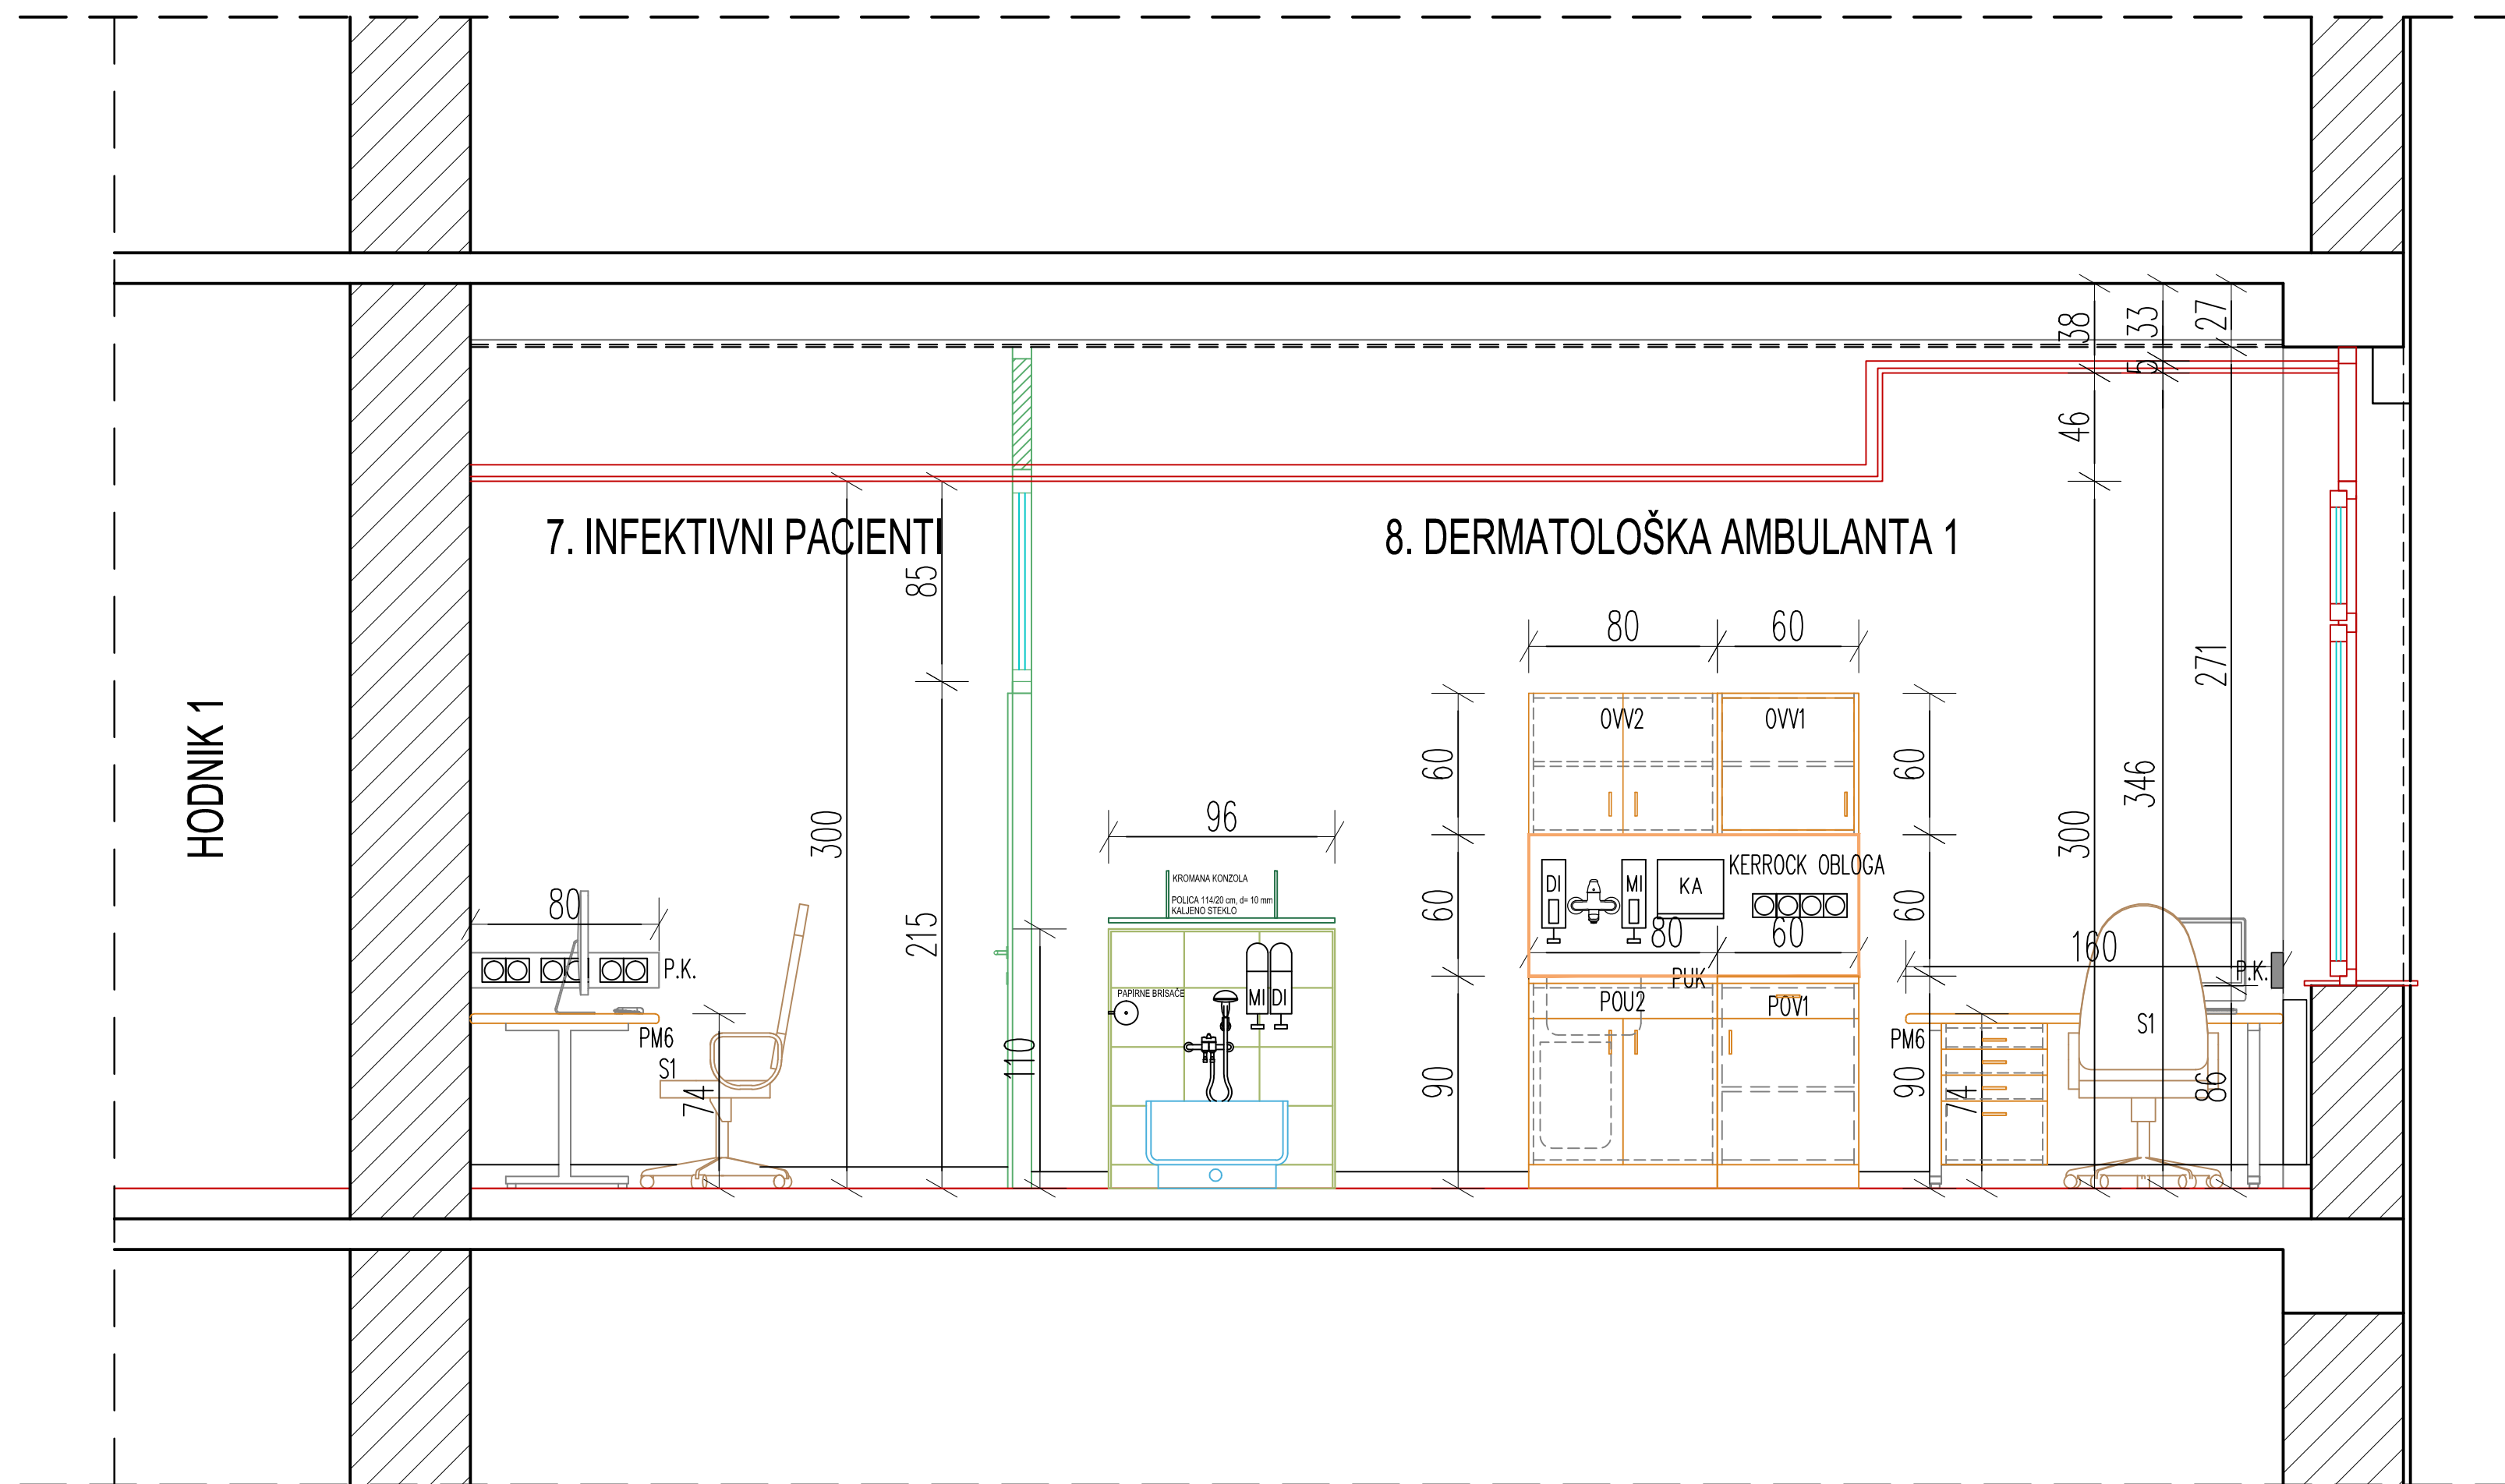 38
33
27
5
46
7. INFEKTIVNI PACIENTI
8. DERMATOLOŠKA AMBULANTA 1
85
80
60
271
HODNIK 1
OVV2
OVV1
60
60
346
300
96
300
KROMANA KONZOLA
POLICA 114/20 cm, d= 10 mm
KALJENO STEKLO
DI
MI
KA
KERROCK OBLOGA
80
215
60
80
60
60
160
P.K.
P.K.
PUK
PAPIRNE BRISAČE
MI
DI
POU2
POV1
S1
PM6
PM6
S1
110
74
90
90
74
86